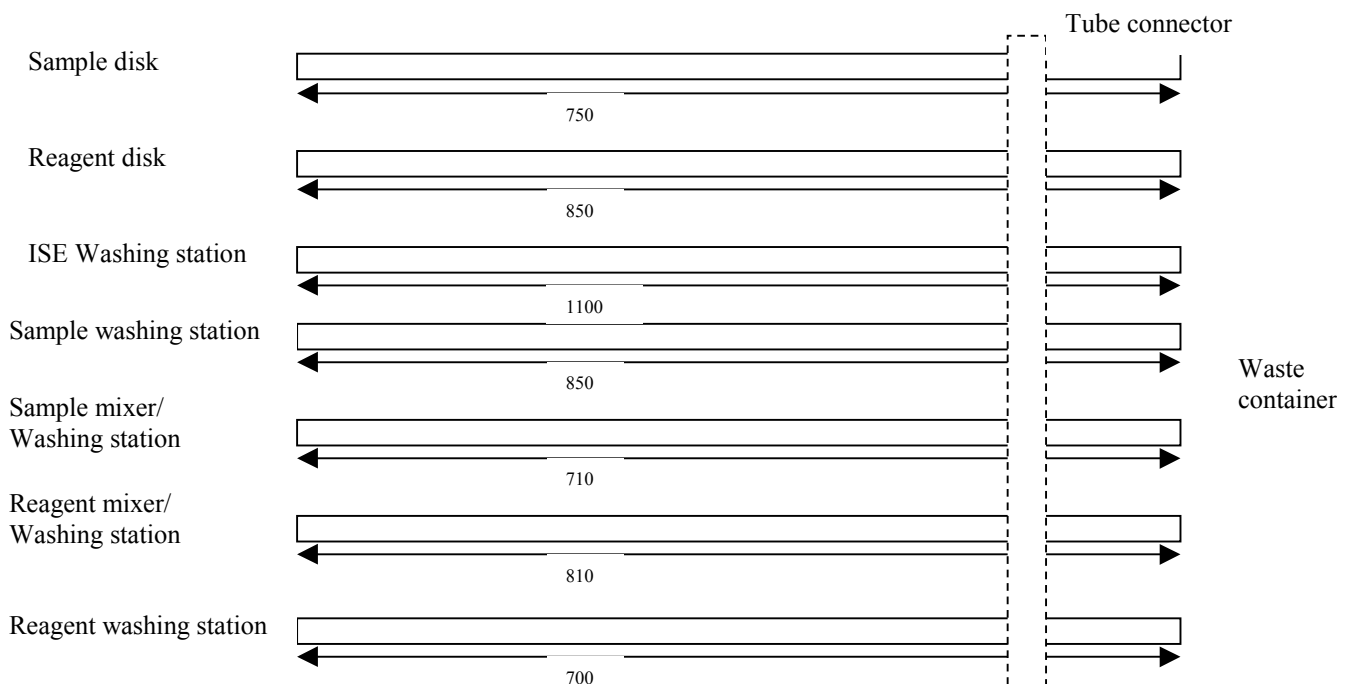 Tube connector
Sample disk
750
Reagent disk
850
ISE Washing station
1100
Sample washing station
850
Waste
container
Sample mixer/
Washing station
710
Reagent mixer/
Washing station
810
Reagent washing station
700